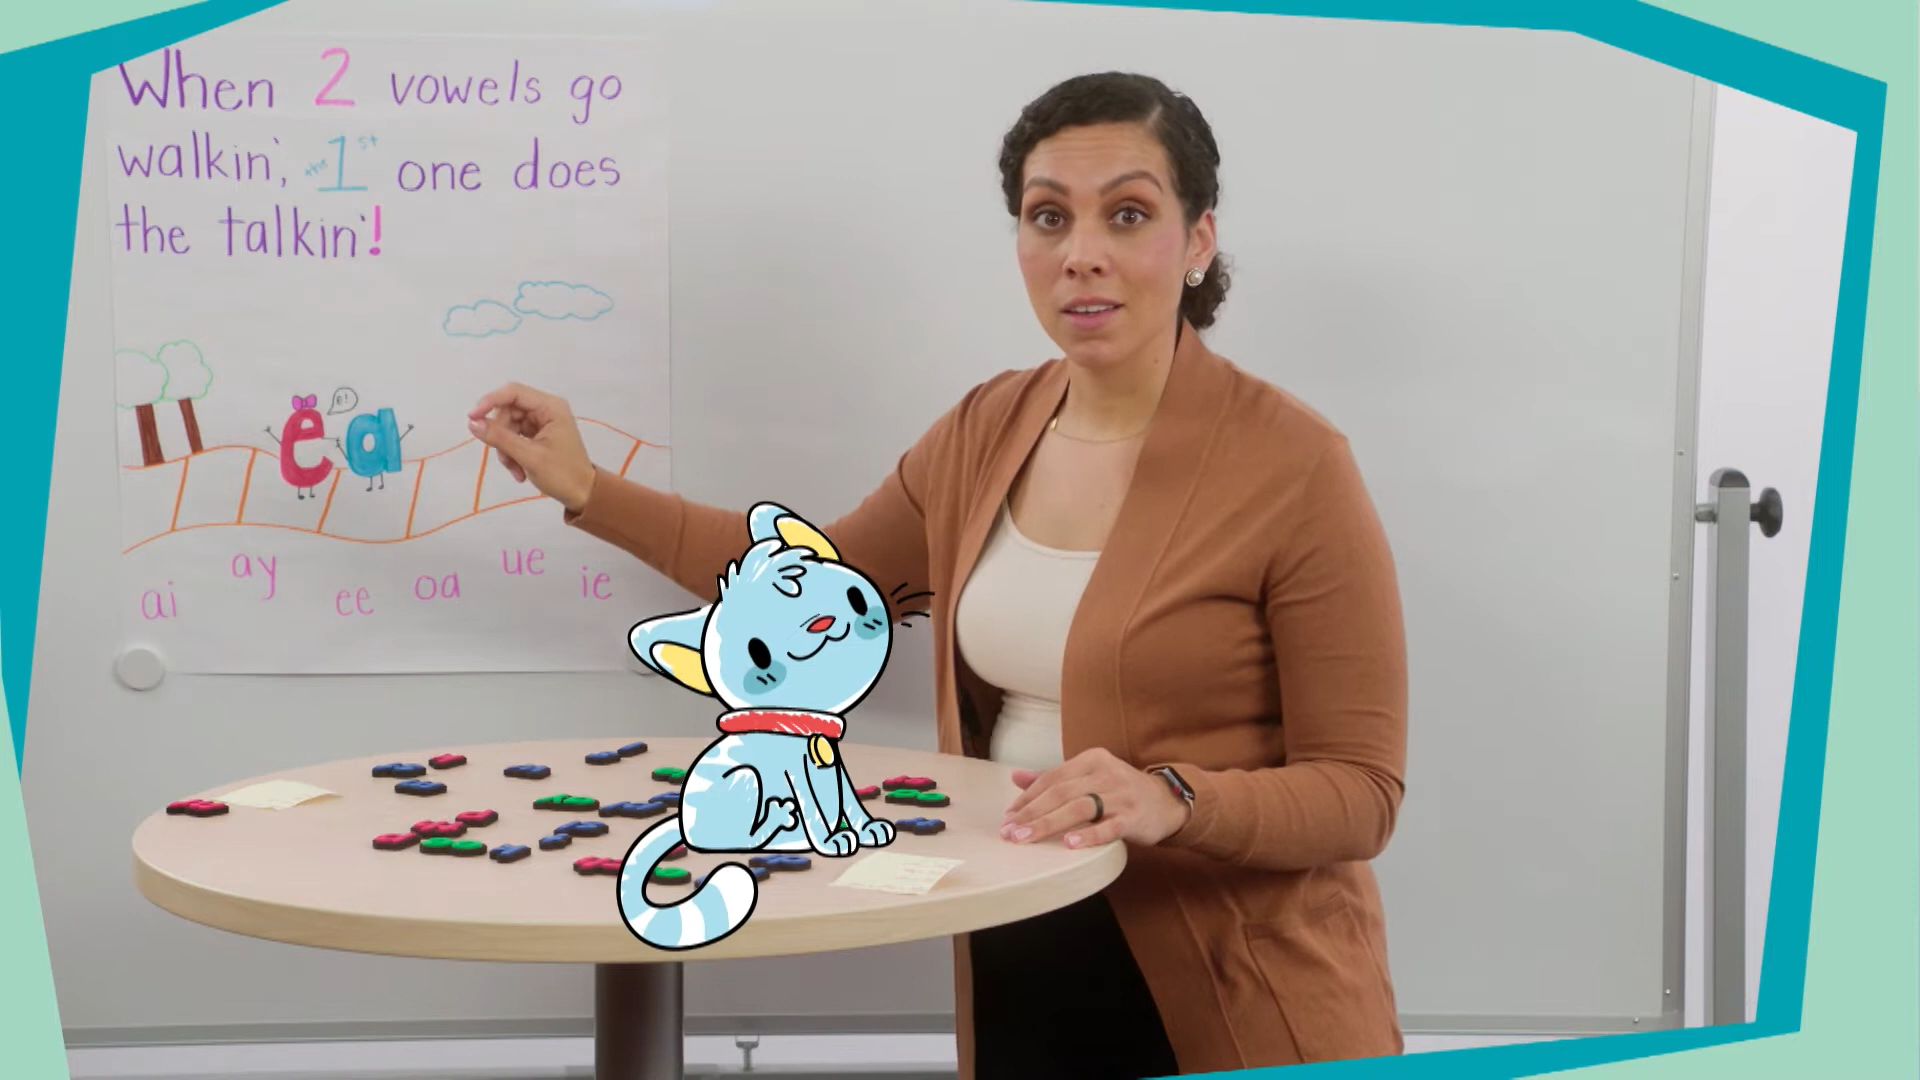 When 2 vowels go
walkin', the 1st one does
the talkin'!
e!
ea
ai ay ee oa ue ie